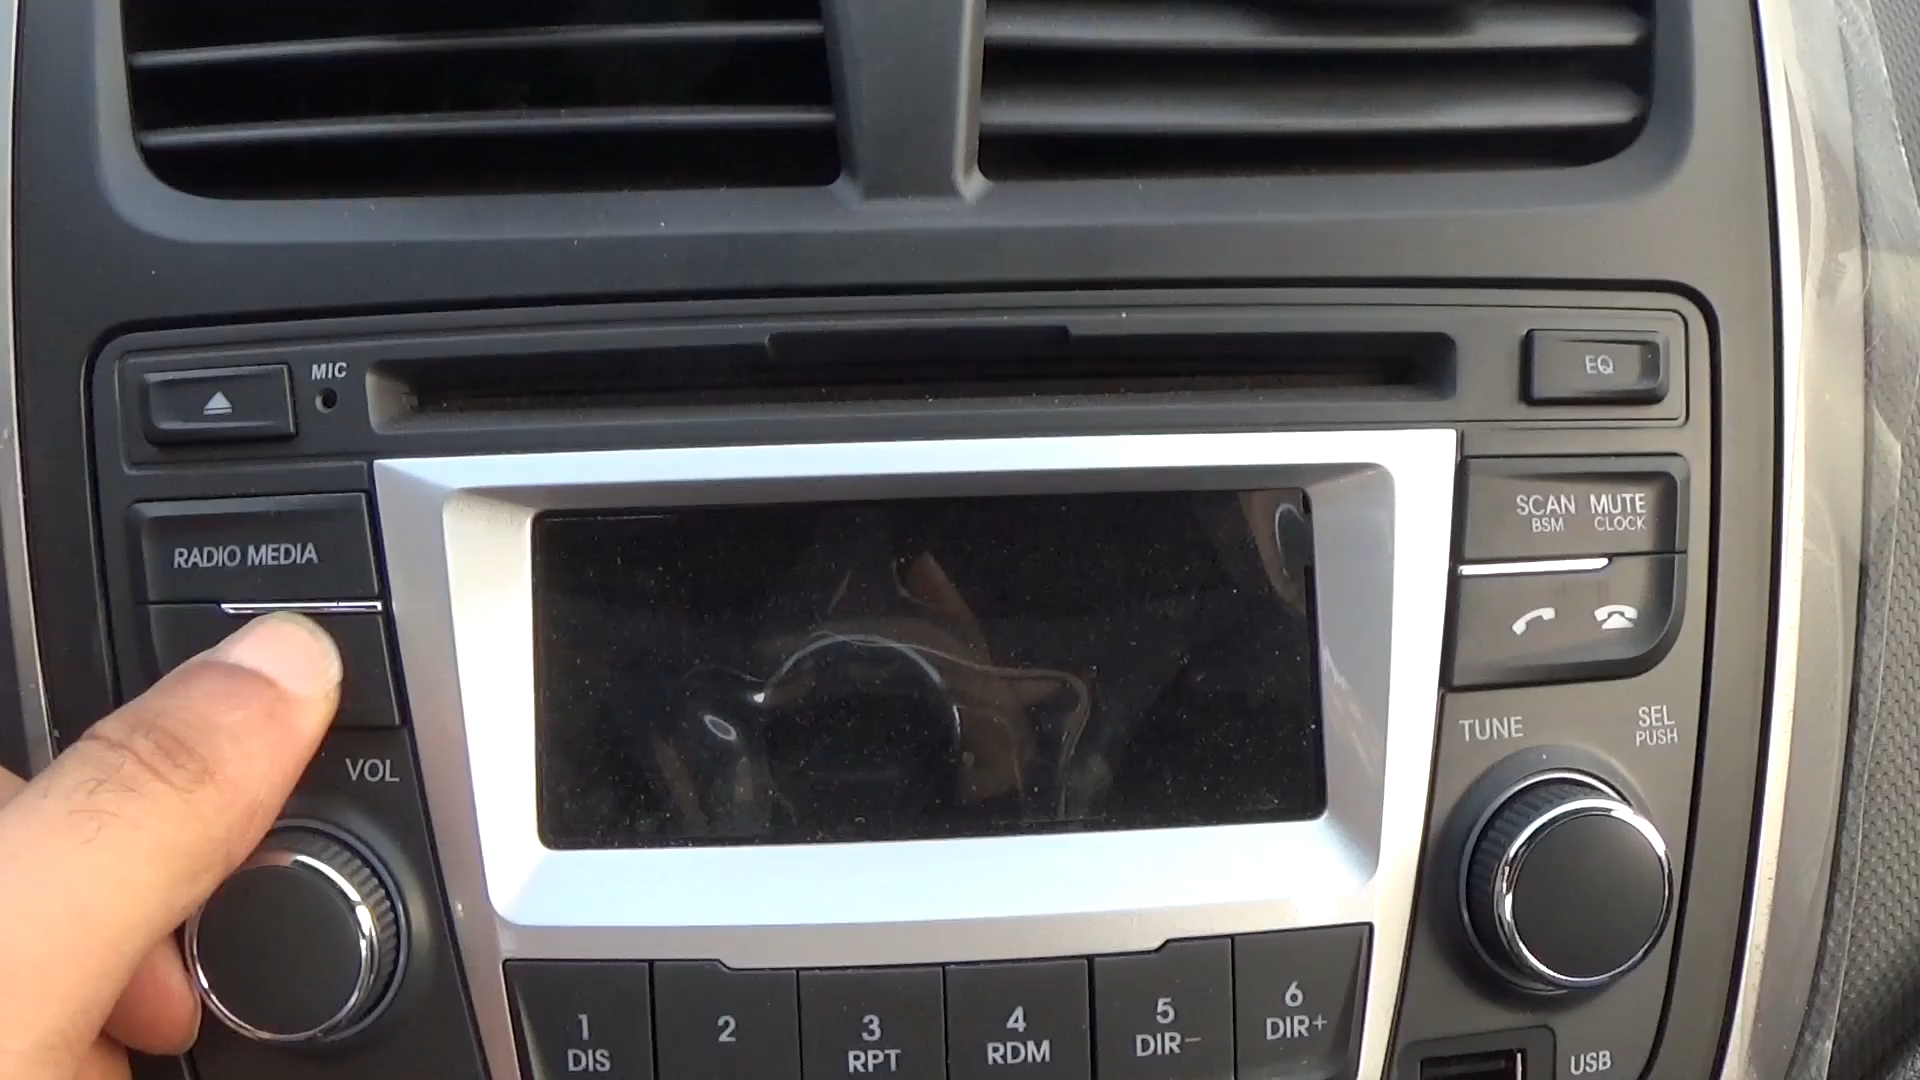 MIC
EQ
RADIO MEDIA
SCAN MUTE
BSM CLOCK
VOL
TUNE
SEL
PUSH
1
DIS
2
3
RPT
4
RDM
5
DIR-
6
DIR+
USB